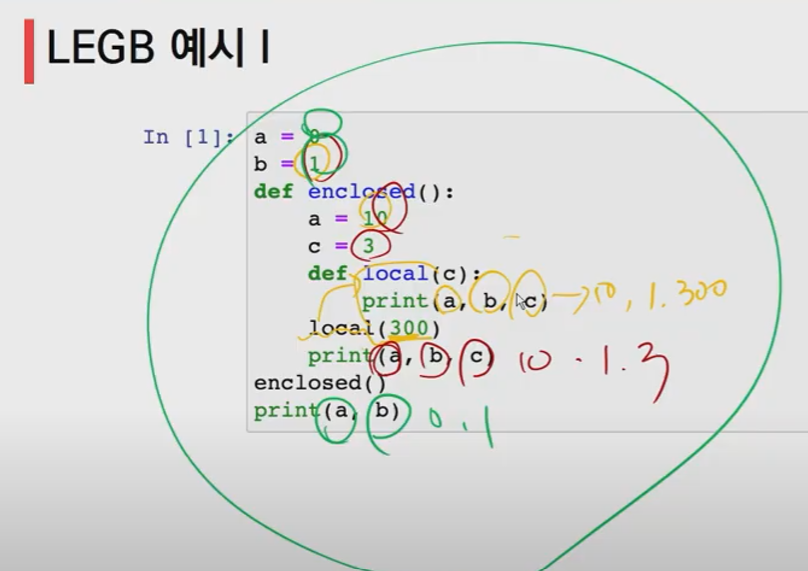 LEGB 예시 I
In [1]: a = 0
b = 1
def enclosed():
a = 10
c = 3
def local(c):
print(a, b, c) → 10, 1. 300
local(300)
print(a, b, c) 10 . 1. 3
enclosed()
print(a, b) 0 . 1